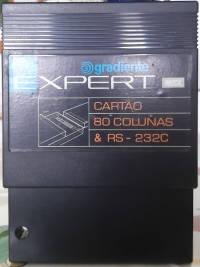 gradiente
EXPERT
CARTÃO
80 COLUNAS
& RS - 232C